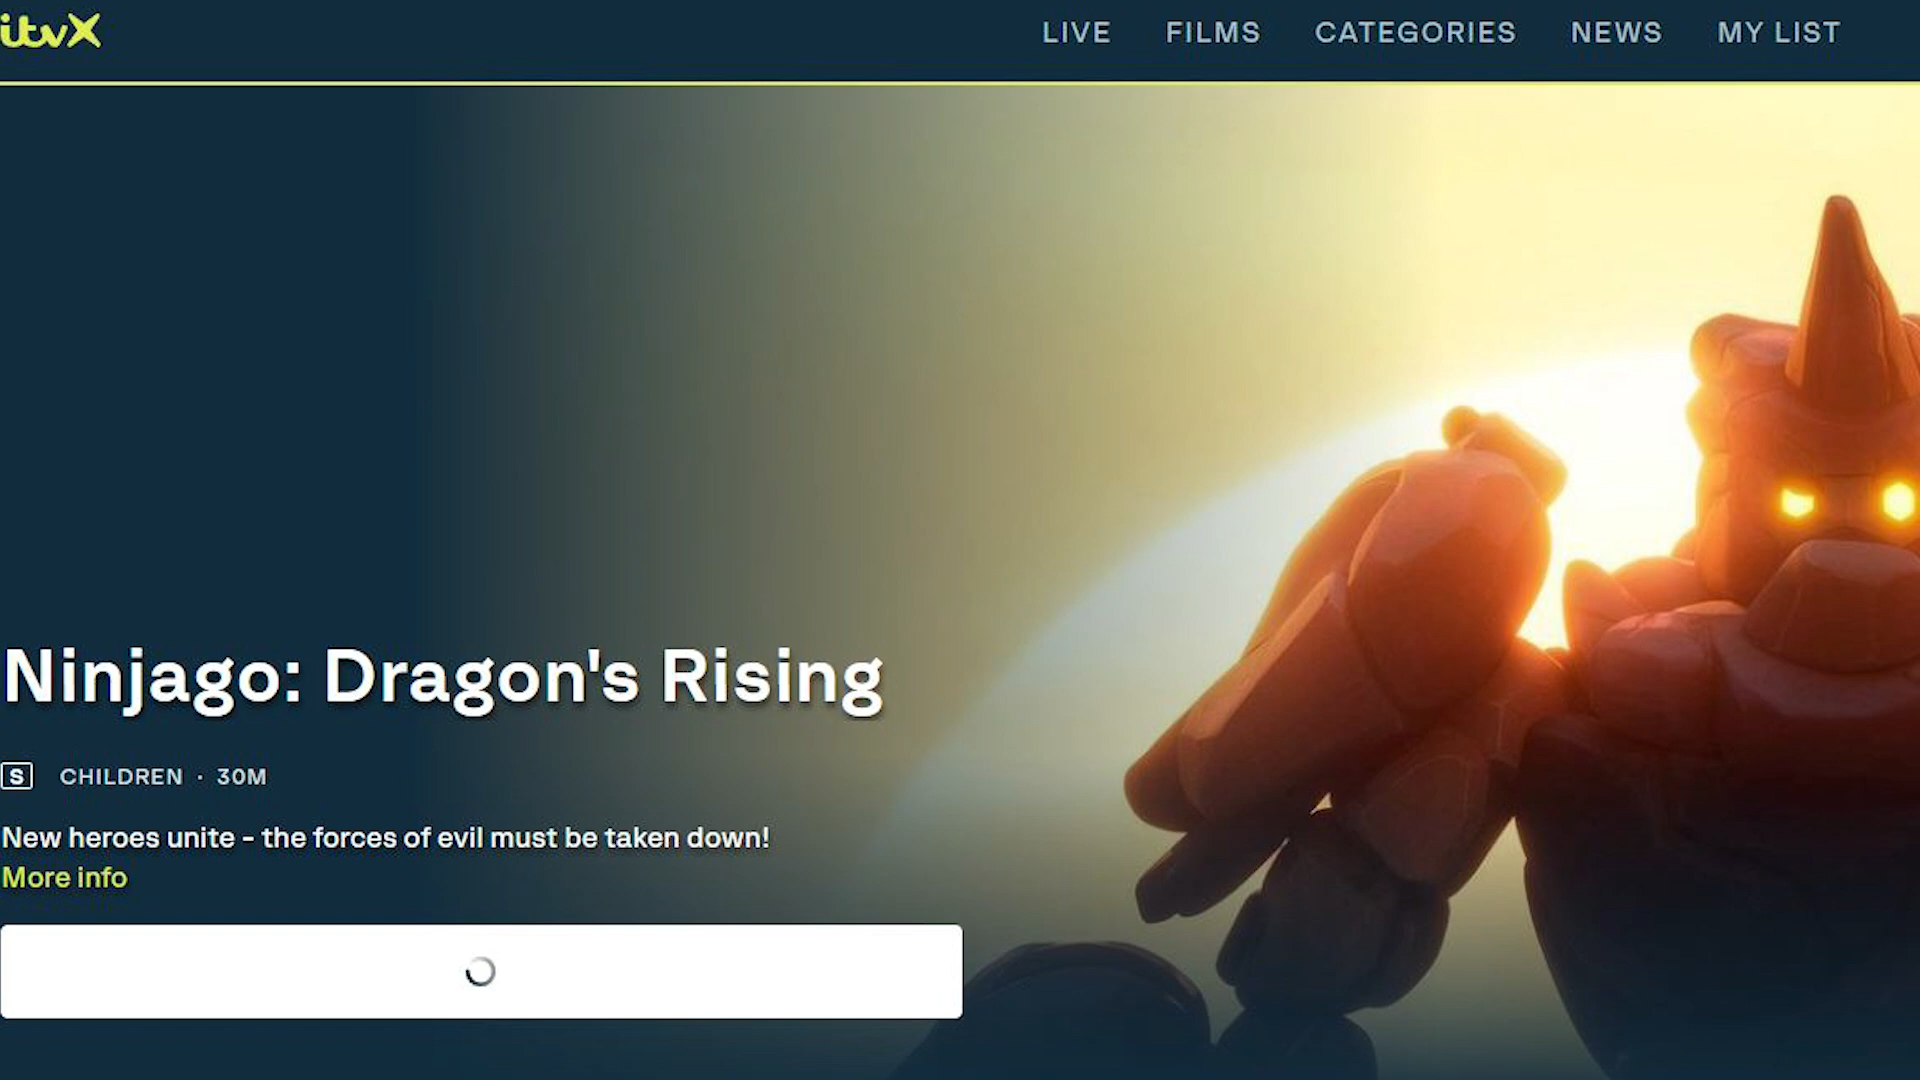 itvX
LIVE FILMS CATEGORIES NEWS MY LIST
Ninjago: Dragon's Rising
S CHILDREN · 30M
New heroes unite - the forces of evil must be taken down!
More info